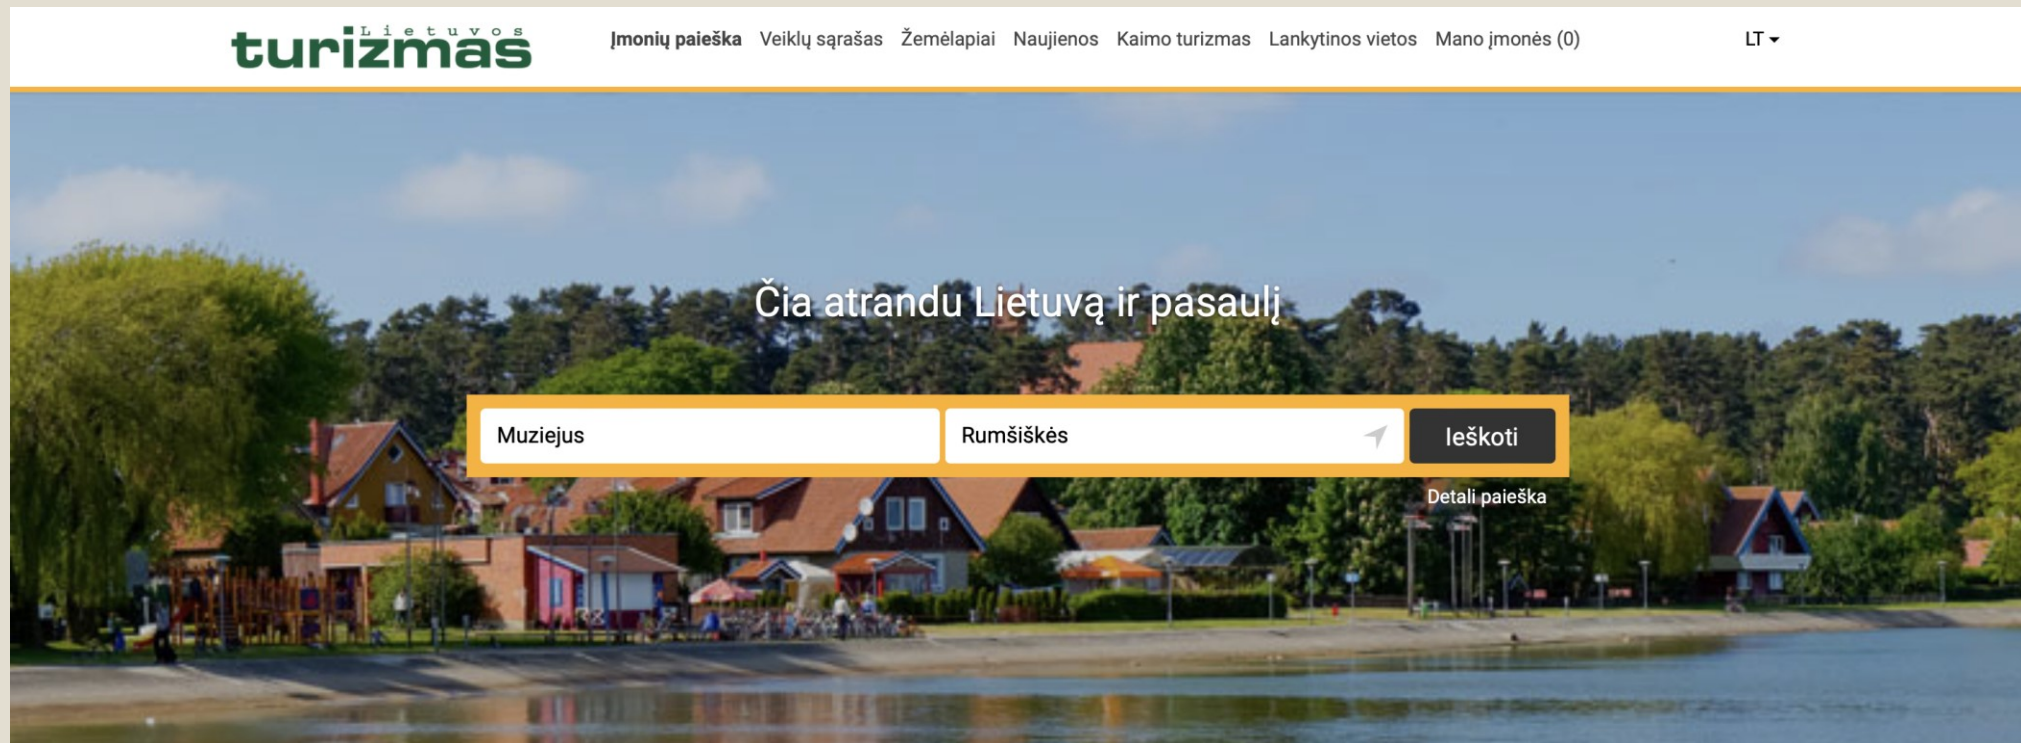 Lietuvos
turizmas
Įmonių paieška Veiklų sąrašas Žemėlapiai Naujienos Kaimo turizmas Lankytinos vietos Mano įmonės (0) LT
Čia atrandu Lietuvą ir pasaulį
Muziejus Rumšiškės Ieškoti
Detali paieška